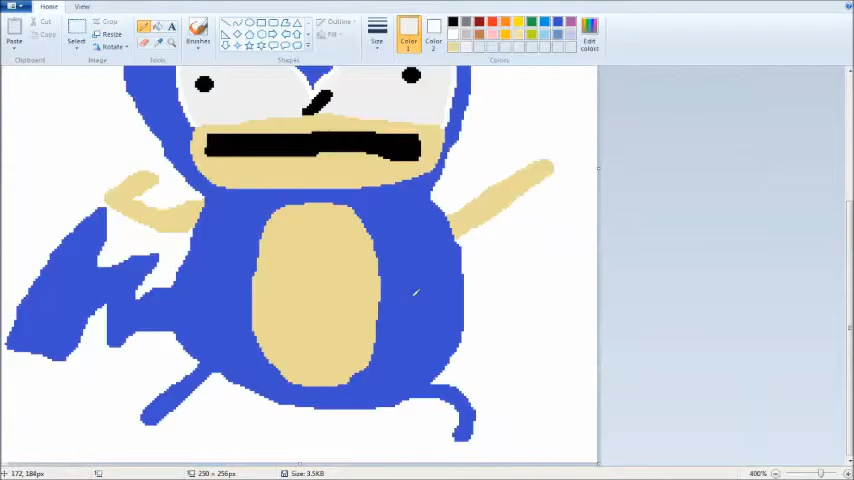 Home View
Paste
Cut
Copy
Clipboard
Select
Crop
Resize
Rotate
Image
A
Tools
Brushes
Outline
Fill
Shapes
Size
Color
1
Color
2
Edit
colors
Colors
172, 184px
250 × 256px
Size: 3.5KB
400%